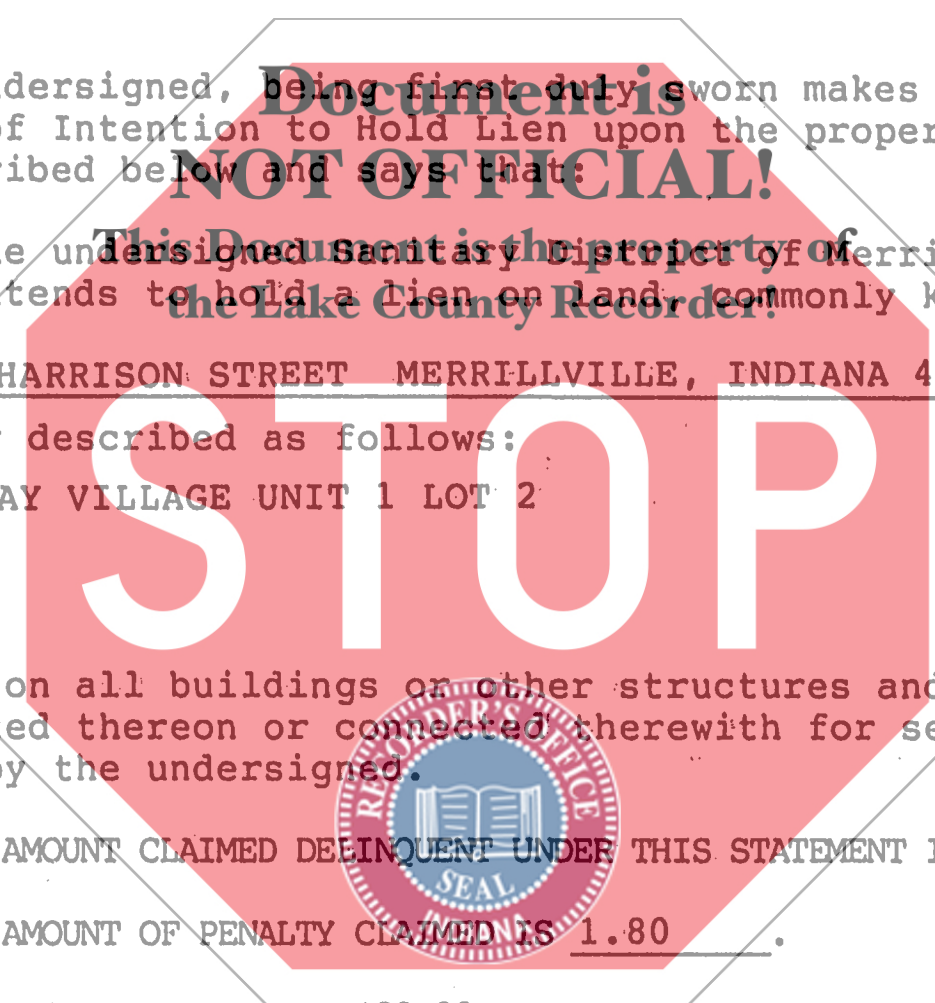 dersigned, being first duly sworn makes
of Intention to Hold Lien upon the proper
ribed below and says that:
e undersigned Sanitary District of Merri
tends to hold a lien on land, commonly k
HARRISON STREET MERRILLVILLE, INDIANA 4
described as follows:
AY VILLAGE UNIT 1 LOT 2
on all buildings or other structures and
ed thereon or connected therewith for se
by the undersigned.
AMOUNT CLAIMED DELINQUENT UNDER THIS STATEMENT I
AMOUNT OF PENALTY CLAIMED IS 1.80 .
Document is
NOT OFFICIAL!
This Document is the property of
the Lake County Recorder!
STOP
RECORDER'S OFFICE
SEAL
INDIANA